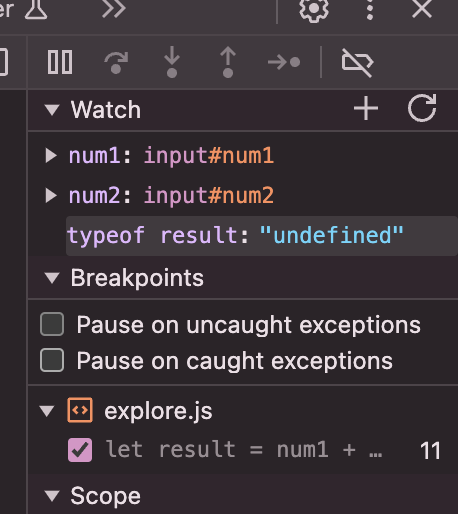 er
Watch
num1: input#num1
num2: input#num2
typeof result: "undefined"
Breakpoints
Pause on uncaught exceptions
Pause on caught exceptions
explore.js
let result = num1 + … 11
Scope